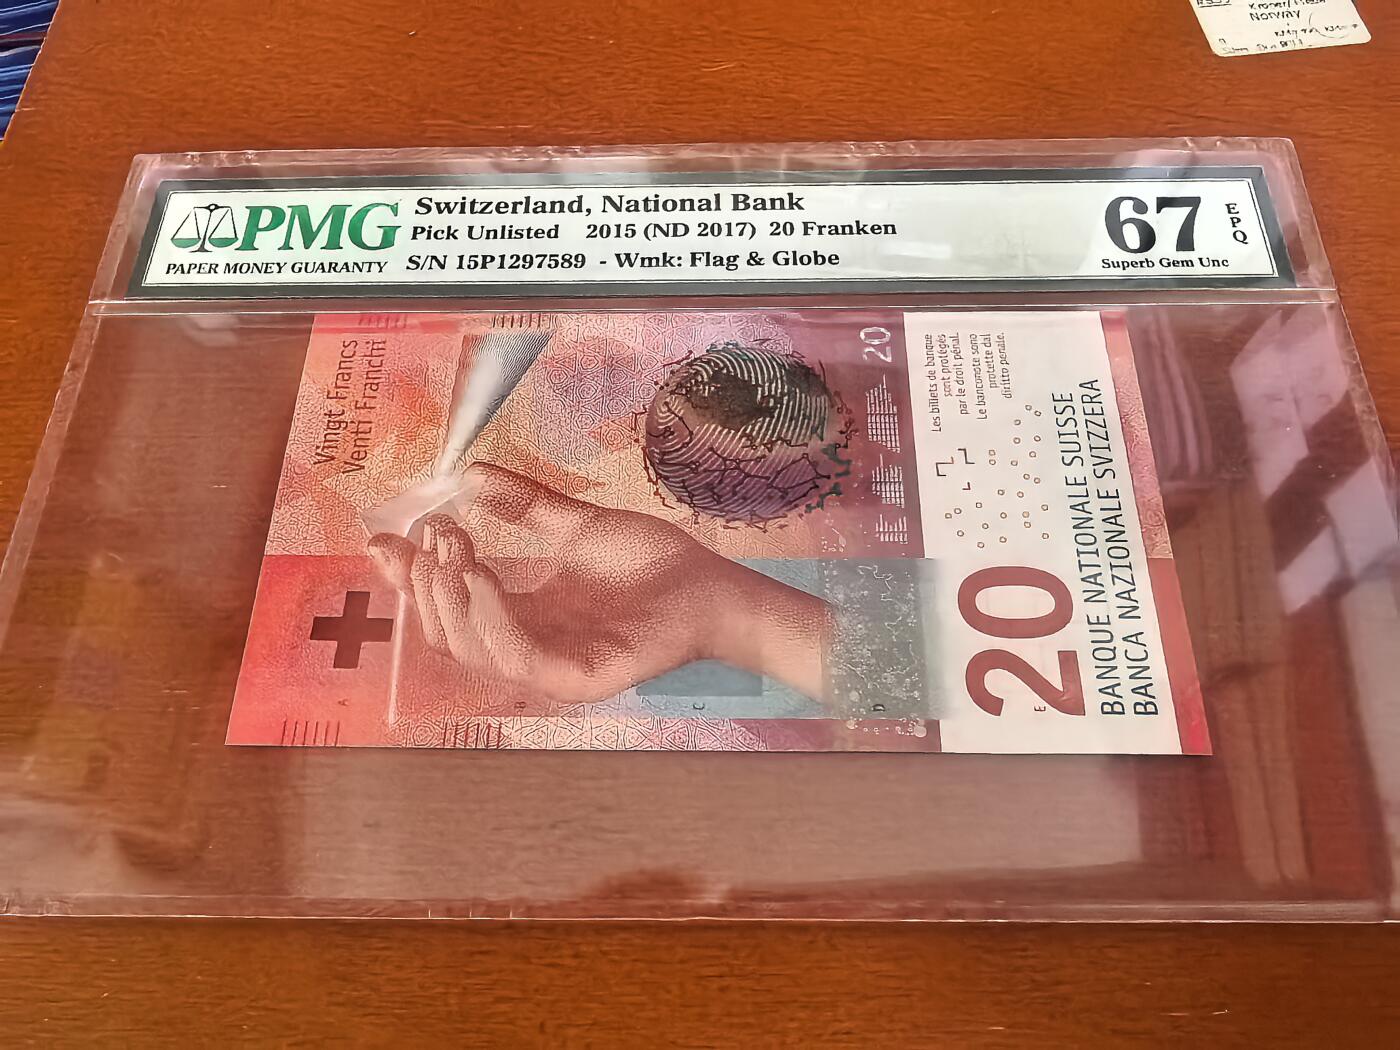 NORWAY
PMG
PAPER MONEY GUARANTY
Switzerland, National Bank
Pick Unlisted 2015 (ND 2017) 20 Franken
S/N 15P1297589 - Wmk: Flag & Globe
67
EPQ
Superb Gem Unc
Vingt Francs
Venti Franchi
20
Les billets de banque
sont protégés
par le droit pénal.
Le banconote sono
protette dal
diritto penale.
20
BANQUE NATIONALE SUISSE
BANCA NAZIONALE SVIZZERA
A
B
C
D
E